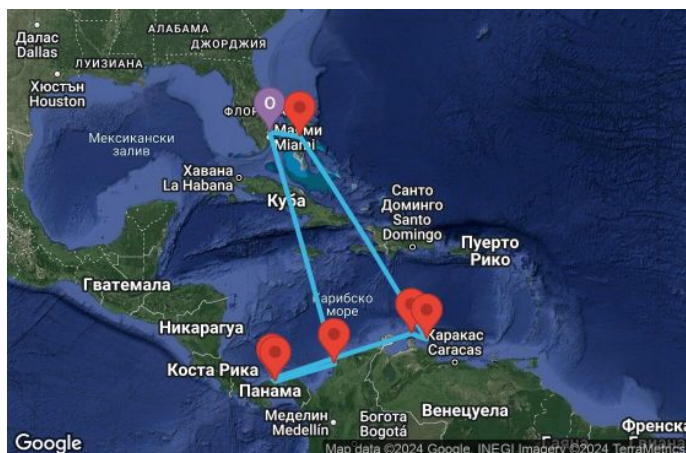 Далас
Dallas
АЛАБАМА
ДЖОРДЖИЯ
ЛУИЗИАНА
Хюстън
Houston
ФЛОР
O
Маями
Miami
Мексикански
залив
Хавана
La Habana
Куба
Санто
Доминго
Santo
Domingo
Пуерто
Рико
Гватемала
Карибско
море
Никарагуа
Каракас
Caracas
Коста Рика
Панама
Меделин
Medellín
Богота
Bogotá
Венецуела
Френска
Гвиана
Google
Map data ©2024 Google, INEGI Imagery ©2024 TerraMetrics